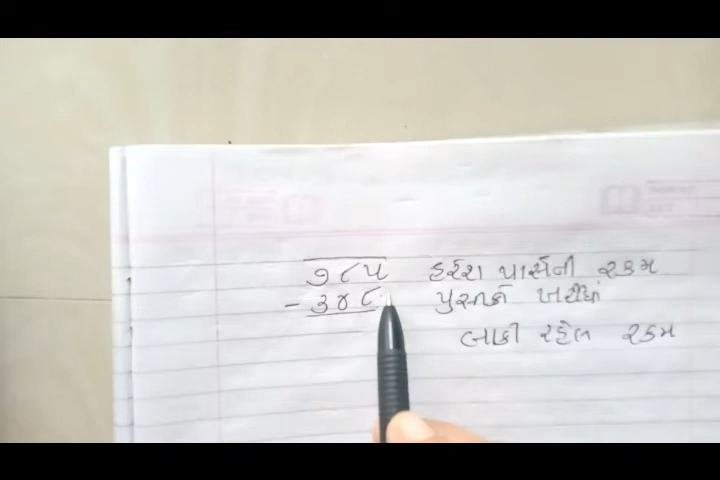 ૭૮૫ હરેશ પાસેની રકમ
- ૩૪૮ પુસ્તકો ખરીદ્યાં
બાકી રહેલ રકમ